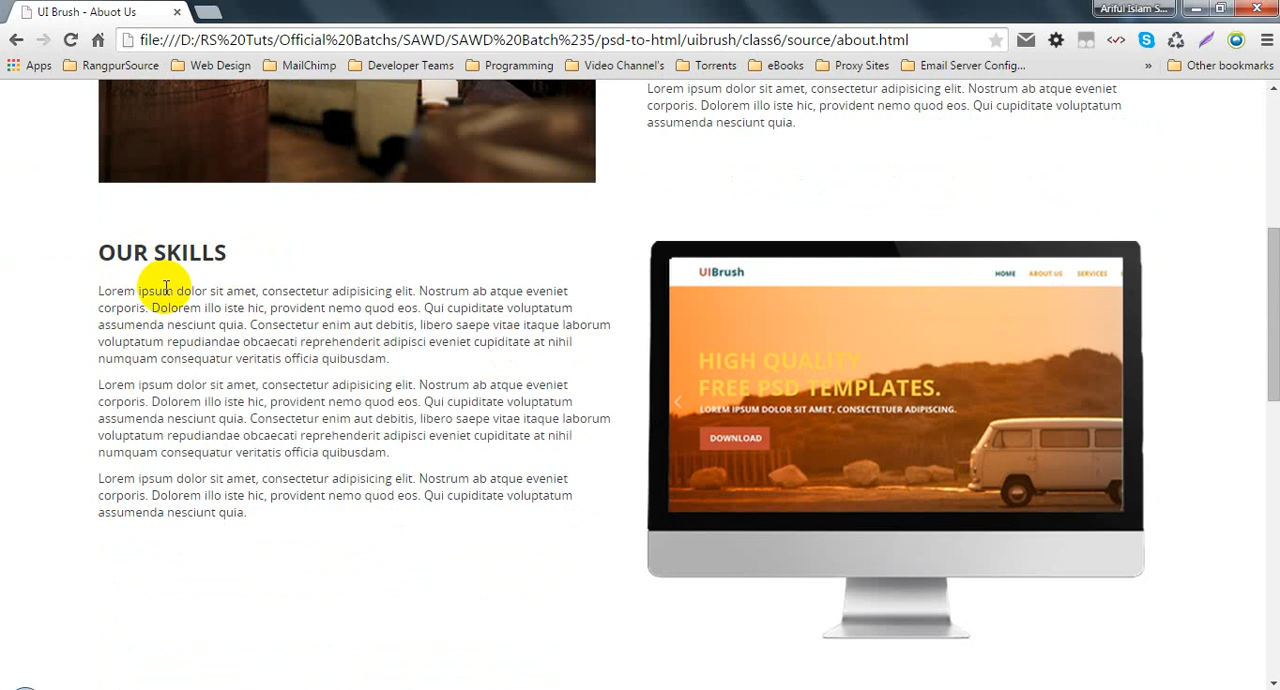 UI Brush - Abuot Us
Ariful Islam S...
file:///D:/RS%20Tuts/Official%20Batchs/SAWD/SAWD%20Batch%235/psd-to-html/uibrush/class6/source/about.html
Apps RangpurSource Web Design MailChimp Developer Teams Programming Video Channel's Torrents eBooks Proxy Sites Email Server Config... » Other bookmarks
Lorem ipsum dolor sit amet, consectetur adipisicing elit. Nostrum ab atque eveniet
corporis. Dolorem illo iste hic, provident nemo quod eos. Qui cupiditate voluptatum
assumenda nesciunt quia.
OUR SKILLS
Lorem ipsum dolor sit amet, consectetur adipisicing elit. Nostrum ab atque eveniet
corporis. Dolorem illo iste hic, provident nemo quod eos. Qui cupiditate voluptatum
assumenda nesciunt quia. Consectetur enim aut debitis, libero saepe vitae itaque laborum
voluptatum repudiandae obcaecati reprehenderit adipisci eveniet cupiditate at nihil
numquam consequatur veritatis officia quibusdam.
Lorem ipsum dolor sit amet, consectetur adipisicing elit. Nostrum ab atque eveniet
corporis. Dolorem illo iste hic, provident nemo quod eos. Qui cupiditate voluptatum
assumenda nesciunt quia. Consectetur enim aut debitis, libero saepe vitae itaque laborum
voluptatum repudiandae obcaecati reprehenderit adipisci eveniet cupiditate at nihil
numquam consequatur veritatis officia quibusdam.
Lorem ipsum dolor sit amet, consectetur adipisicing elit. Nostrum ab atque eveniet
corporis. Dolorem illo iste hic, provident nemo quod eos. Qui cupiditate voluptatum
assumenda nesciunt quia.
UIBrush HOME ABOUT US SERVICES
HIGH QUALITY
FREE PSD TEMPLATES.
LOREM IPSUM DOLOR SIT AMET, CONSECTETUER ADIPISCING.
DOWNLOAD